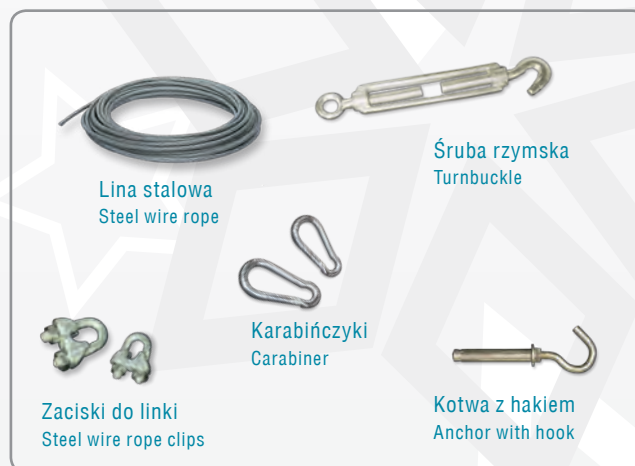 Lina stalowa
Steel wire rope
Śruba rzymska
Turnbuckle
Karabińczyki
Carabiner
Zaciski do linki
Steel wire rope clips
Kotwa z hakiem
Anchor with hook